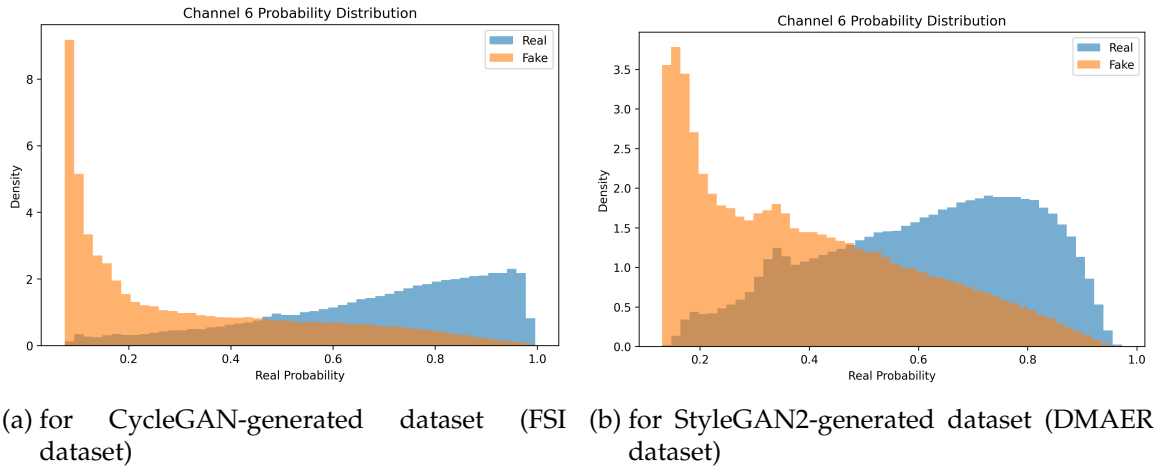 Channel 6 Probability Distribution
Real
Fake
8
6
4
2
0
Density
0.2
0.4
0.6
0.8
1.0
Real Probability
(a) for CycleGAN-generated dataset (FSI
dataset)
Channel 6 Probability Distribution
Real
Fake
3.5
3.0
2.5
2.0
1.5
1.0
0.5
0.0
Density
0.2
0.4
0.6
0.8
1.0
Real Probability
(b) for StyleGAN2-generated dataset (DMAER
dataset)